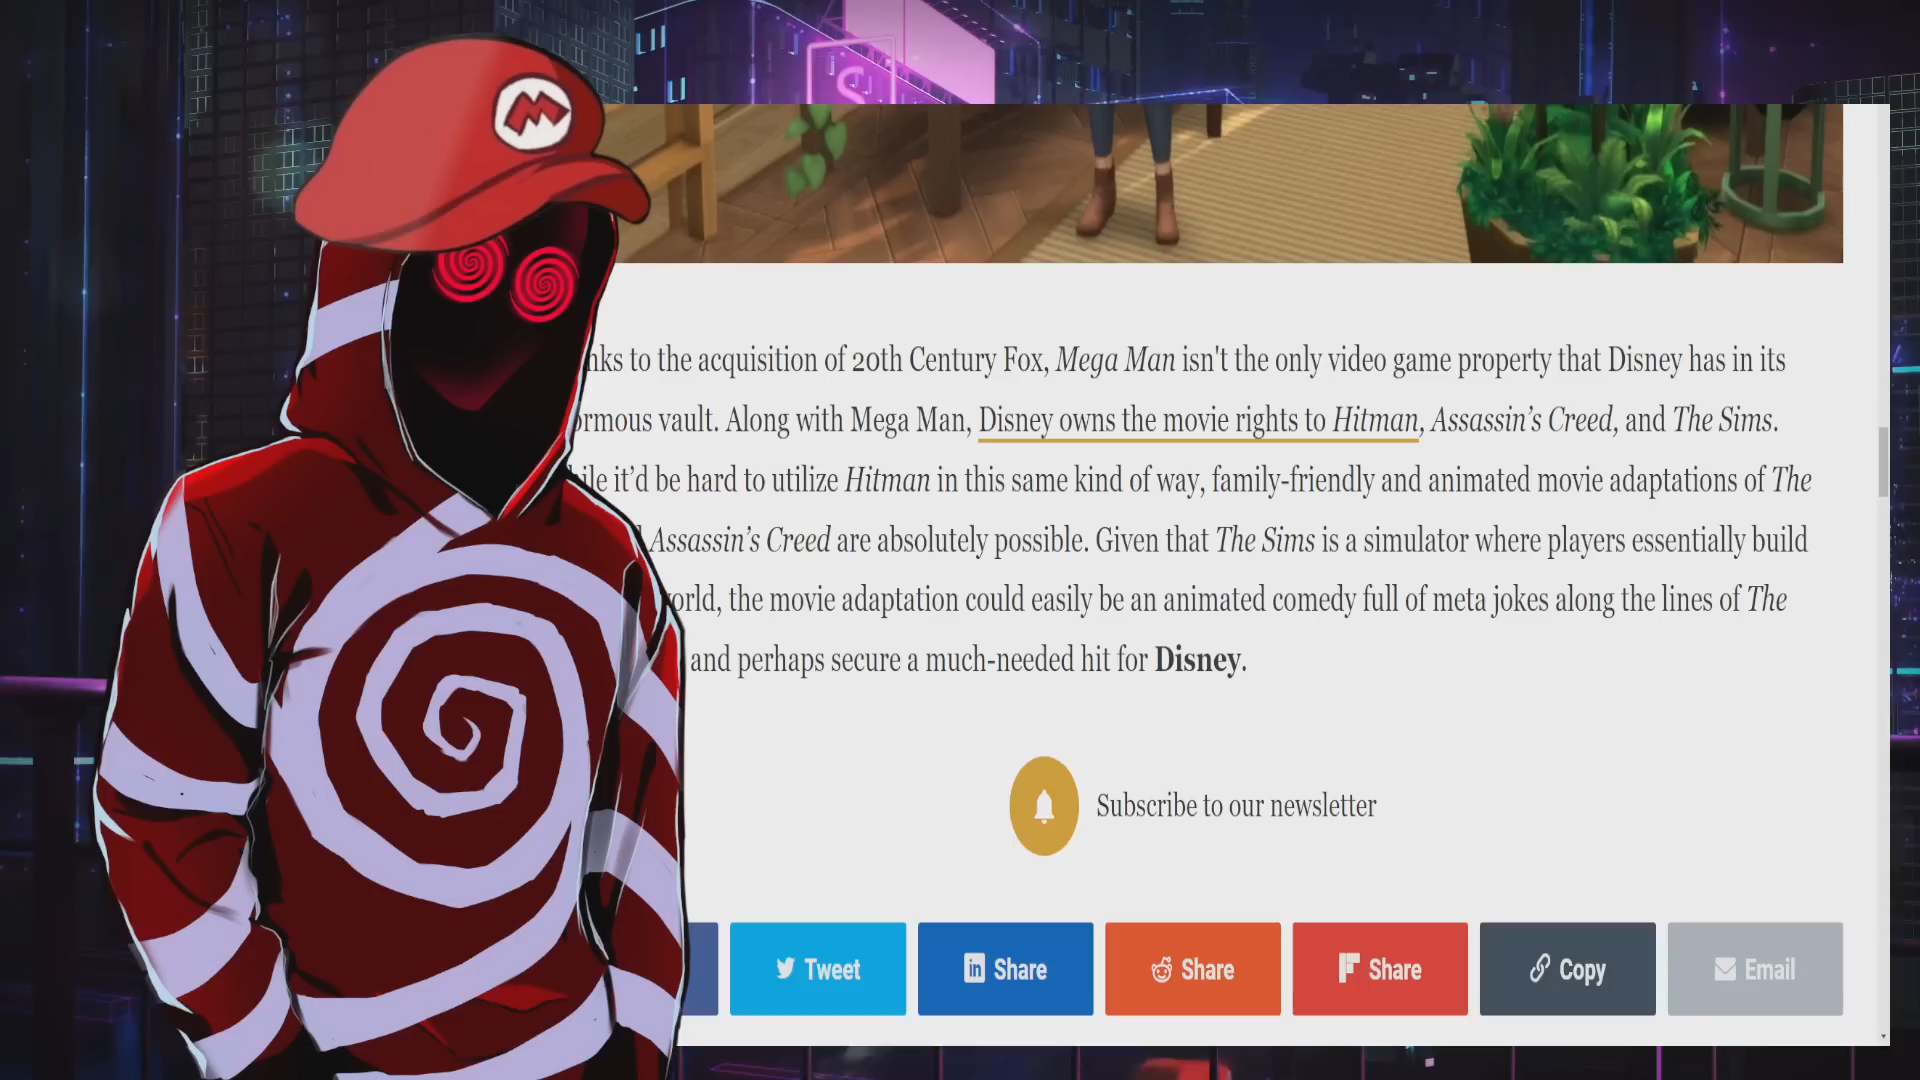 M
S
to the acquisition of 20th Century Fox, Mega Man isn't the only video game property that Disney has in its
vault. Along with Mega Man, Disney owns the movie rights to Hitman, Assassin’s Creed, and The Sims.
it’d be hard to utilize Hitman in this same kind of way, family-friendly and animated movie adaptations of The
Assassin’s Creed are absolutely possible. Given that The Sims is a simulator where players essentially build
the movie adaptation could easily be an animated comedy full of meta jokes along the lines of The
and perhaps secure a much-needed hit for Disney.
Subscribe to our newsletter
Tweet
Share
Share
Share
Copy
Email